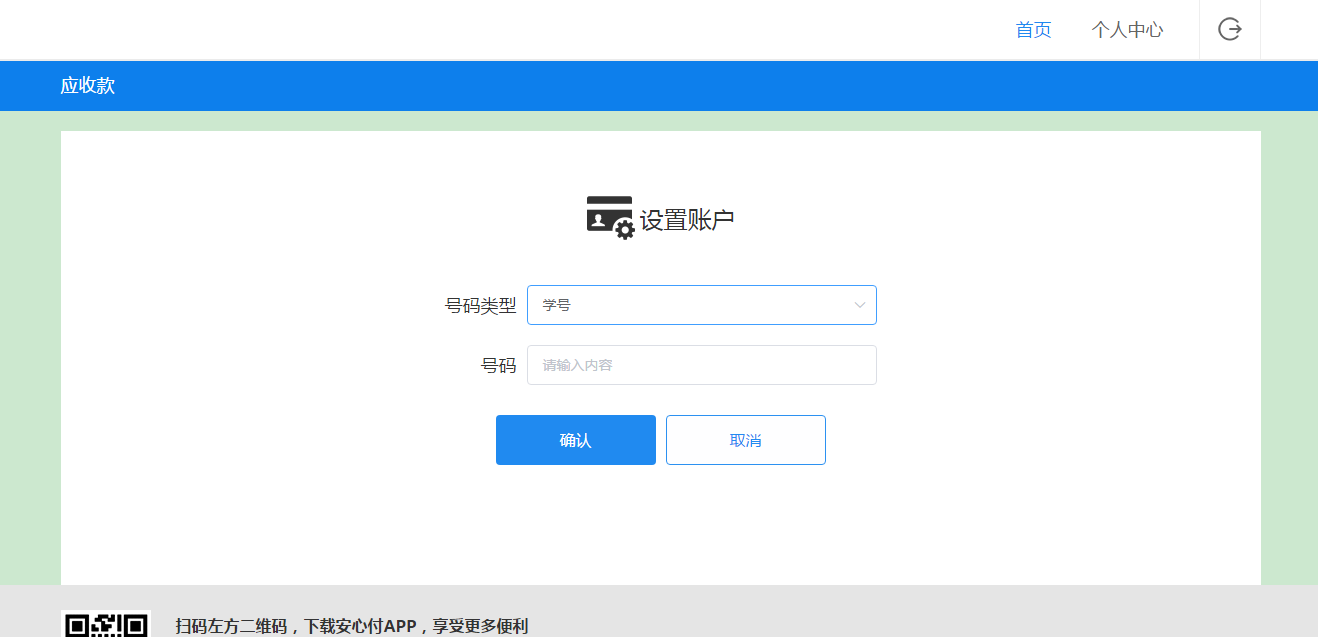 首页 个人中心
应收款
设置账户
号码类型 学号
号码 请输入内容
确认 取消
扫码左方二维码，下载安心付APP，享受更多便利